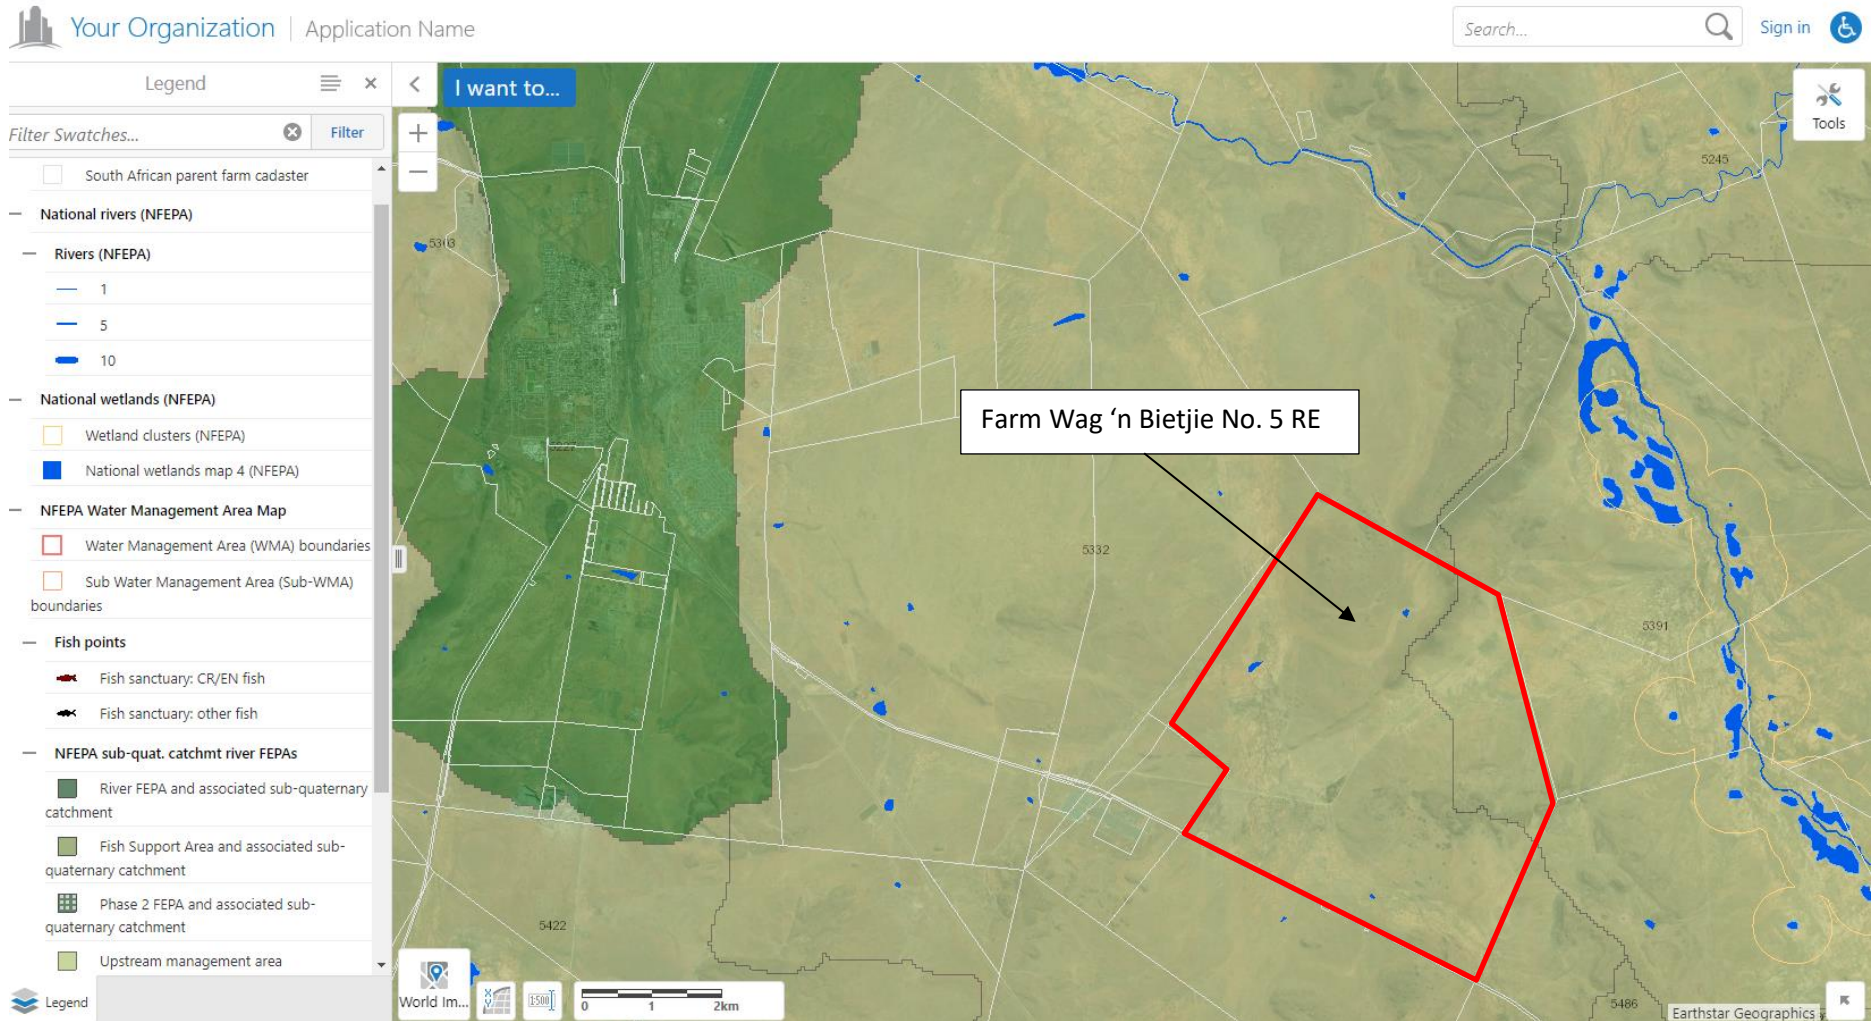 Your Organization | Application Name
Search...
Sign in
Legend
I want to...
Filter Swatches...
Filter
Tools
South African parent farm cadaster
National rivers (NFEPA)
Rivers (NFEPA)
1
5
10
National wetlands (NFEPA)
Wetland clusters (NFEPA)
National wetlands map 4 (NFEPA)
NFEPA Water Management Area Map
Water Management Area (WMA) boundaries
Sub Water Management Area (Sub-WMA)
boundaries
Fish points
Fish sanctuary: CR/EN fish
Fish sanctuary: other fish
NFEPA sub-quat. catchmt river FEPAs
River FEPA and associated sub-quaternary
catchment
Fish Support Area and associated sub-
quaternary catchment
Phase 2 FEPA and associated sub-
quaternary catchment
Upstream management area
Legend
5245
5303
Farm Wag ‘n Bietjie No. 5 RE
5227
5332
5391
5422
5486
World Im...
1:500
0 1 2km
Earthstar Geographics